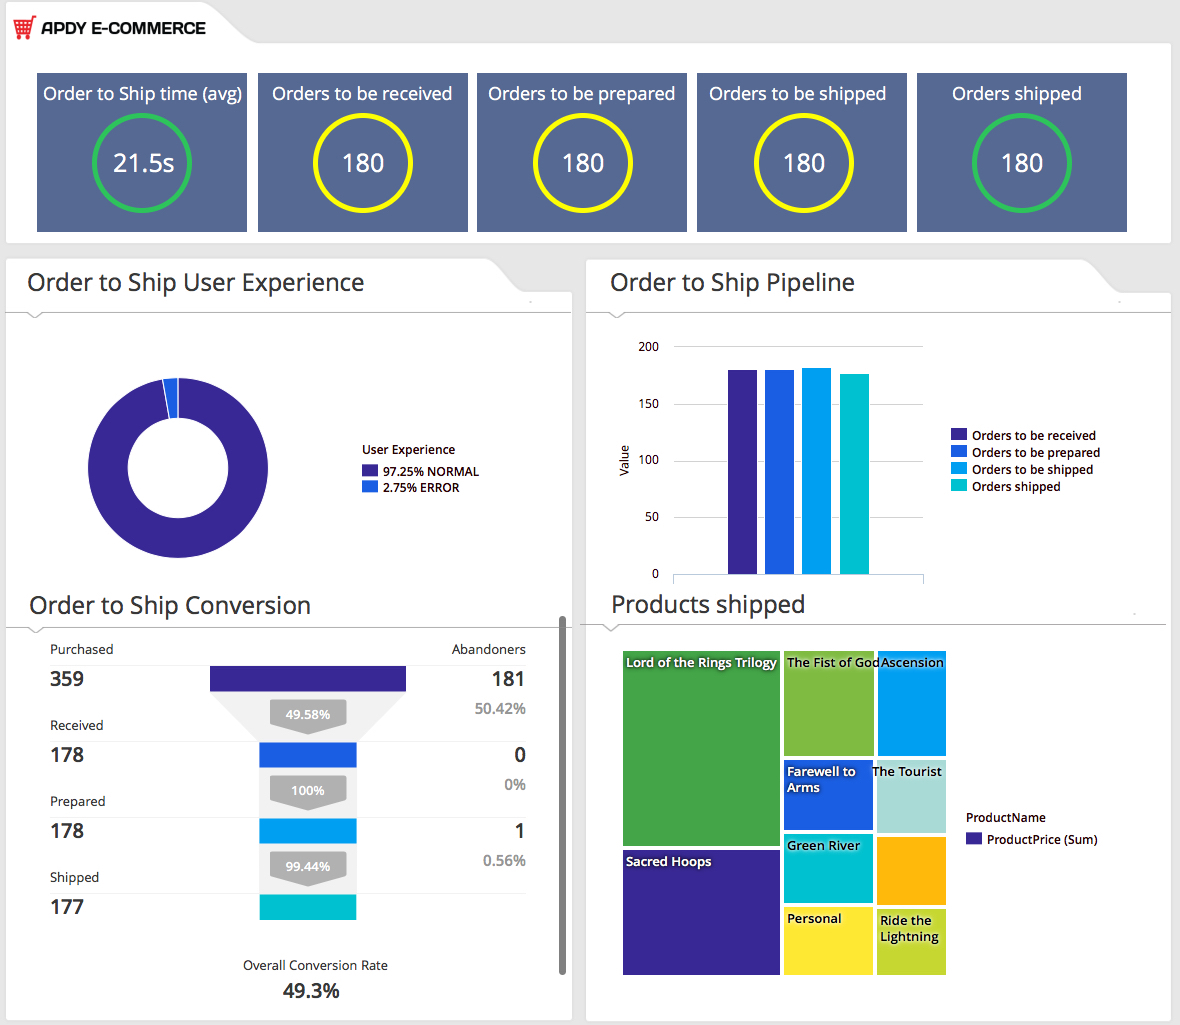 APDY E-COMMERCE
Order to Ship time (avg)
21.5s
Orders to be received
180
Orders to be prepared
180
Orders to be shipped
180
Orders shipped
180
Order to Ship User Experience
User Experience
97.25% NORMAL
2.75% ERROR
Order to Ship Pipeline
200
150
100
50
0
Value
Orders to be received
Orders to be prepared
Orders to be shipped
Orders shipped
Order to Ship Conversion
Purchased
Abandoners
359
181
49.58%
50.42%
Received
178
0
100%
0%
Prepared
178
1
99.44%
0.56%
Shipped
177
Overall Conversion Rate
49.3%
Products shipped
Lord of the Rings Trilogy
The Fist of God
Ascension
Farewell to
Arms
The Tourist
Green River
Sacred Hoops
Personal
Ride the
Lightning
ProductName
ProductPrice (Sum)